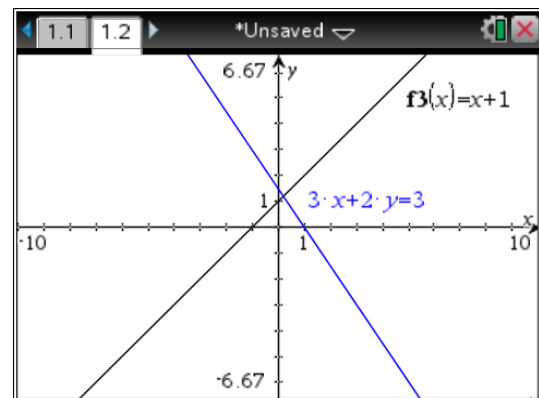 1.1 1.2 *Unsaved
6.67 y
f3(x)=x+1
1 3·x+2·y=3
x
-10 1 10
-6.67